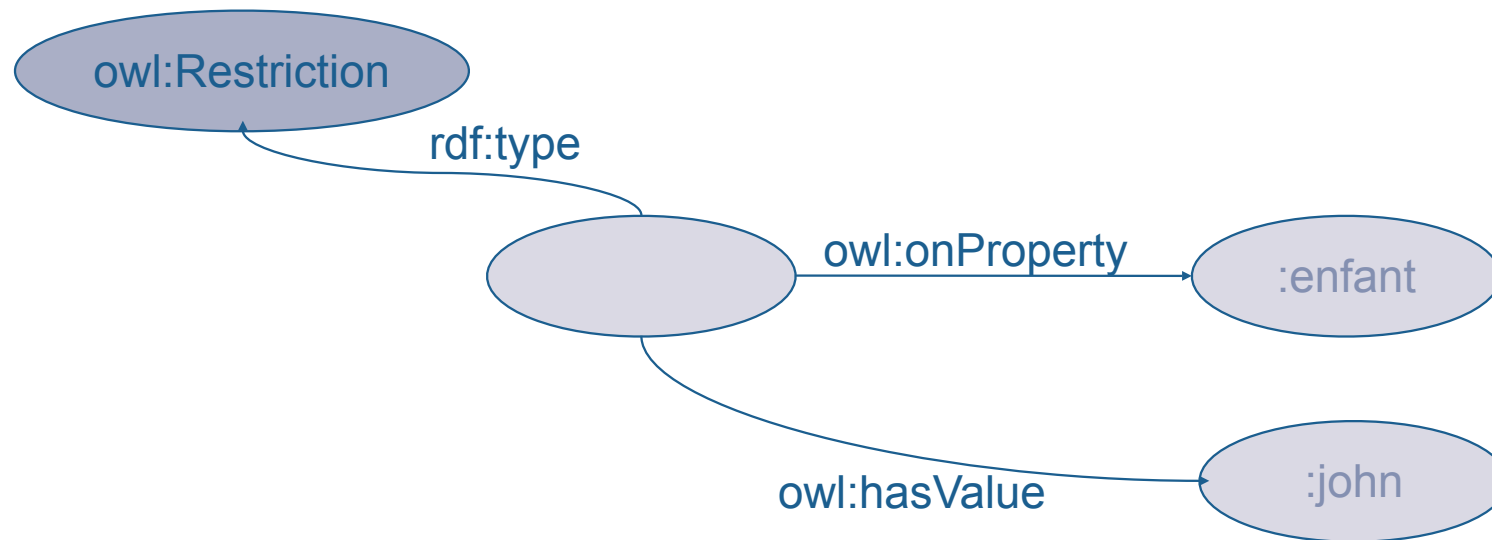 owl:Restriction
rdf:type
owl:onProperty
:enfant
owl:hasValue
:john